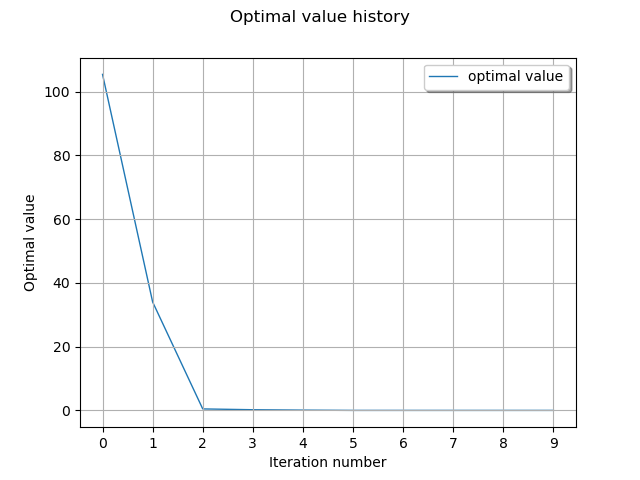 Optimal value history
optimal value
100
80
60
40
20
0
Optimal value
0 1 2 3 4 5 6 7 8 9
Iteration number